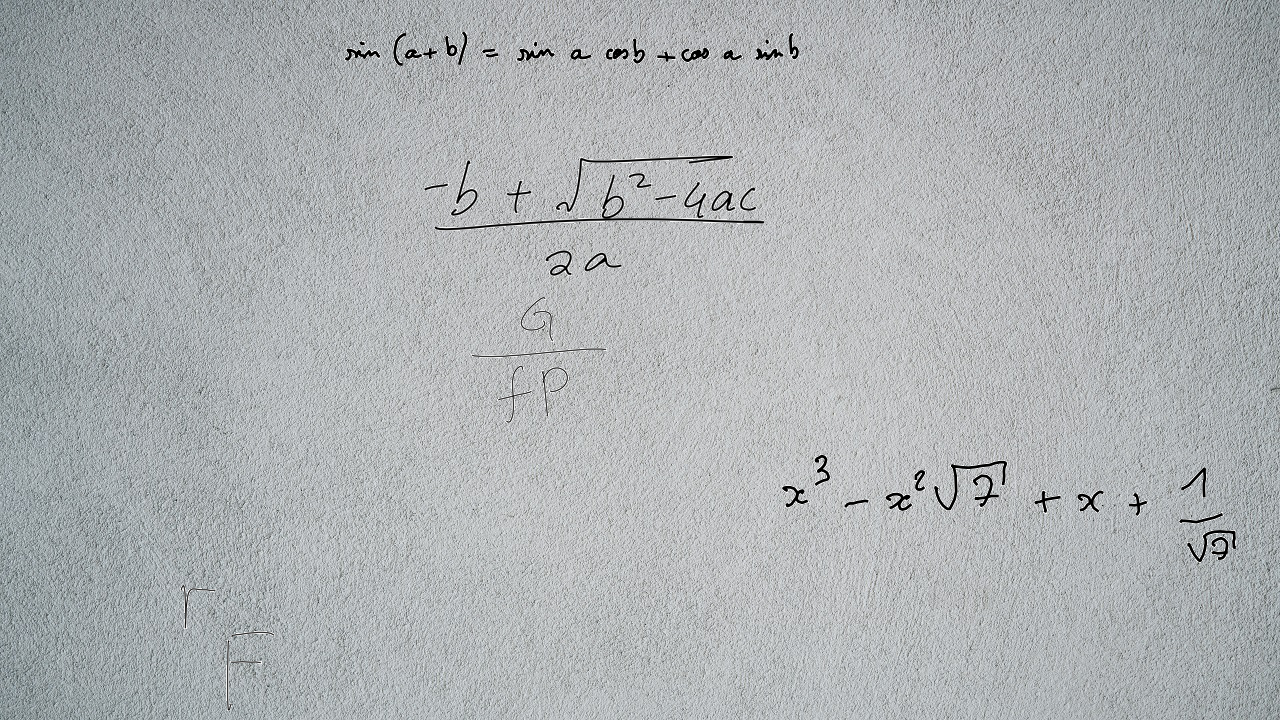 sin (a+b) = sin a cos b + cos a sin b
\frac{-b + \sqrt{b^2-4ac}}{2a}
\frac{G}{fP}
x^3 - x^2\sqrt{7} + x + \frac{1}{\sqrt{7}}
Γ_F